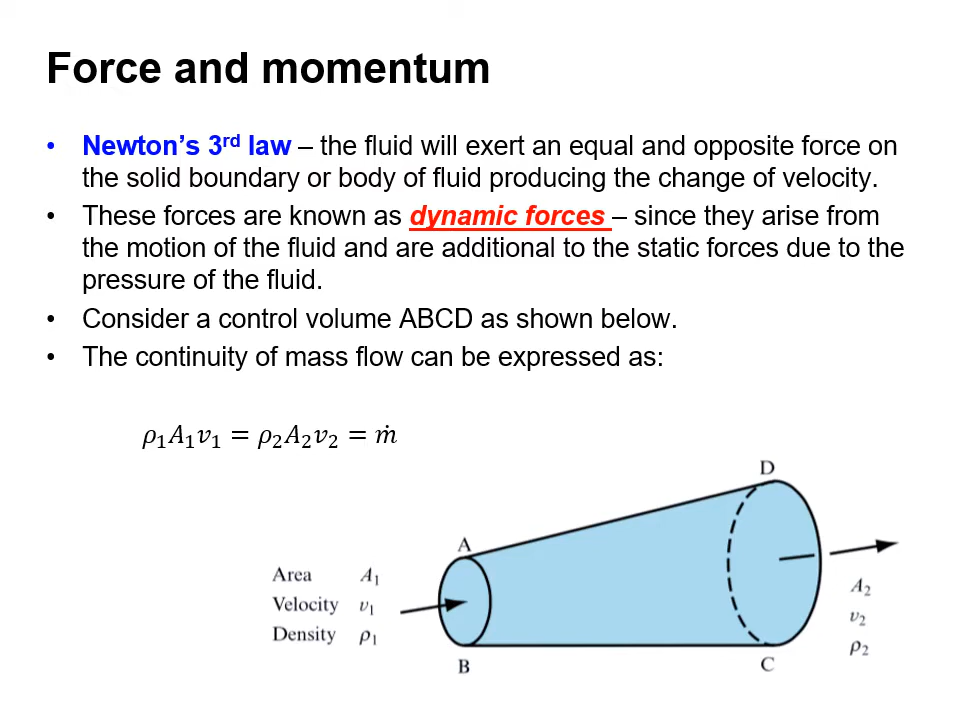 Force and momentum
• Newton's 3rd law – the fluid will exert an equal and opposite force on
the solid boundary or body of fluid producing the change of velocity.
• These forces are known as dynamic forces – since they arise from
the motion of the fluid and are additional to the static forces due to the
pressure of the fluid.
• Consider a control volume ABCD as shown below.
• The continuity of mass flow can be expressed as:
ρ₁A₁v₁ = ρ₂A₂v₂ = ṁ
D
A
Area A₁
Velocity υ₁
Density ρ₁
A₂
υ₂
ρ₂
B
C